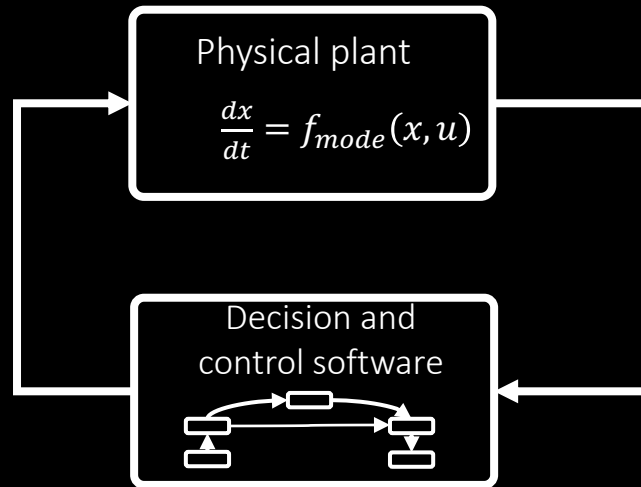 Physical plant
dx/dt = f_mode(x, u)
Decision and
control software